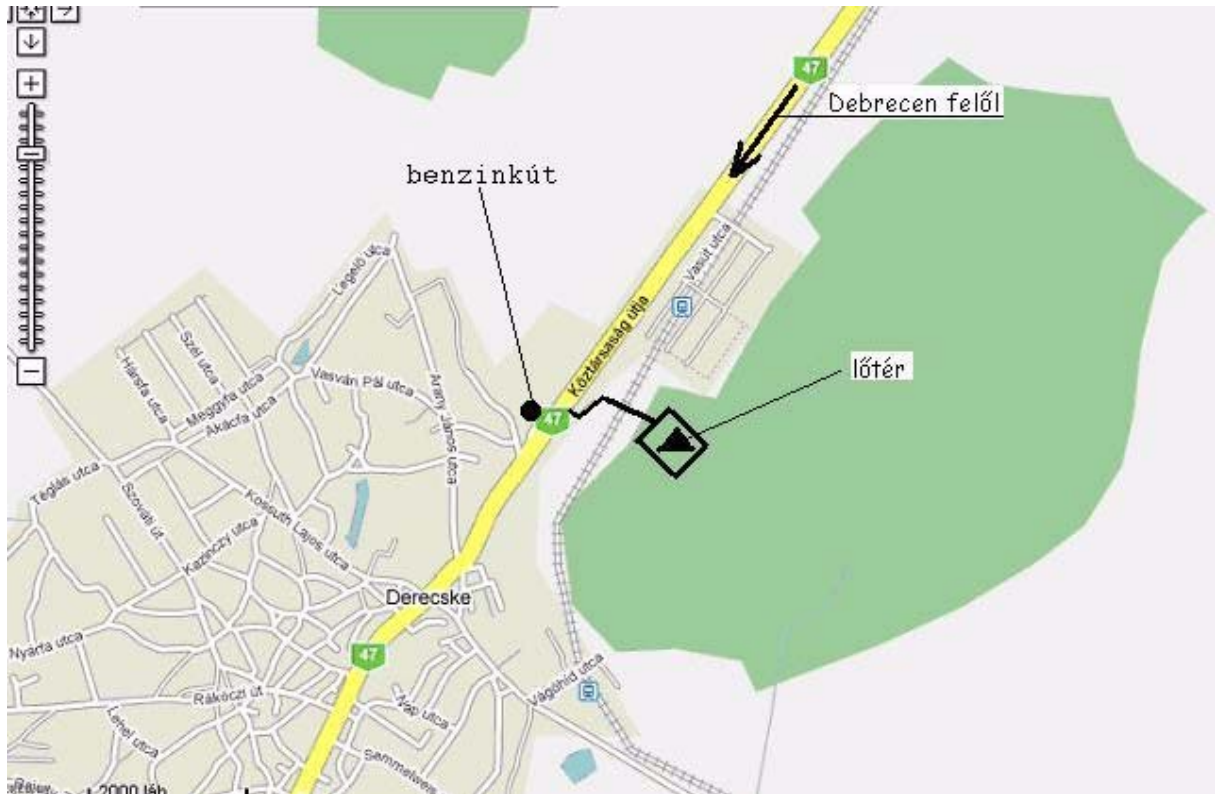 47
Debrecen felől
benzinkút
Vasút utca
Legelő utca
Köztársaság útja
Szél utca
Hársfa utca
Meggyfa utca
Vasvári Pál utca
Arany János utca
lőtér
Akácfa utca
47
Téglás utca
Szováti út
Kossuth Lajos utca
Kazinczy utca
Derecske
Nyárfa utca
47
Vágóhíd utca
Rákóczi út
Nap utca
Lehel utca
Semmelweis
2000 láb